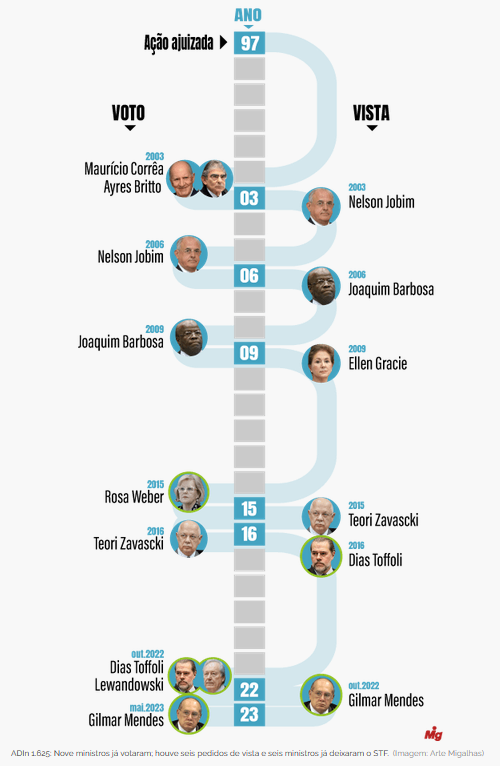 ANO
97
Ação ajuizada
VOTO
VISTA
2003
Maurício Corrêa
Ayres Britto
03
2003
Nelson Jobim
2006
Nelson Jobim
06
2006
Joaquim Barbosa
2009
Joaquim Barbosa
09
2009
Ellen Gracie
2015
Rosa Weber
15
2015
Teori Zavascki
2016
Teori Zavascki
16
2016
Dias Toffoli
out.2022
Dias Toffoli
Lewandowski
22
out.2022
Gilmar Mendes
mai.2023
Gilmar Mendes
23
Mig
ADIn 1.625: Nove ministros já votaram; houve seis pedidos de vista e seis ministros já deixaram o STF. (Imagem: Arte Migalhas)